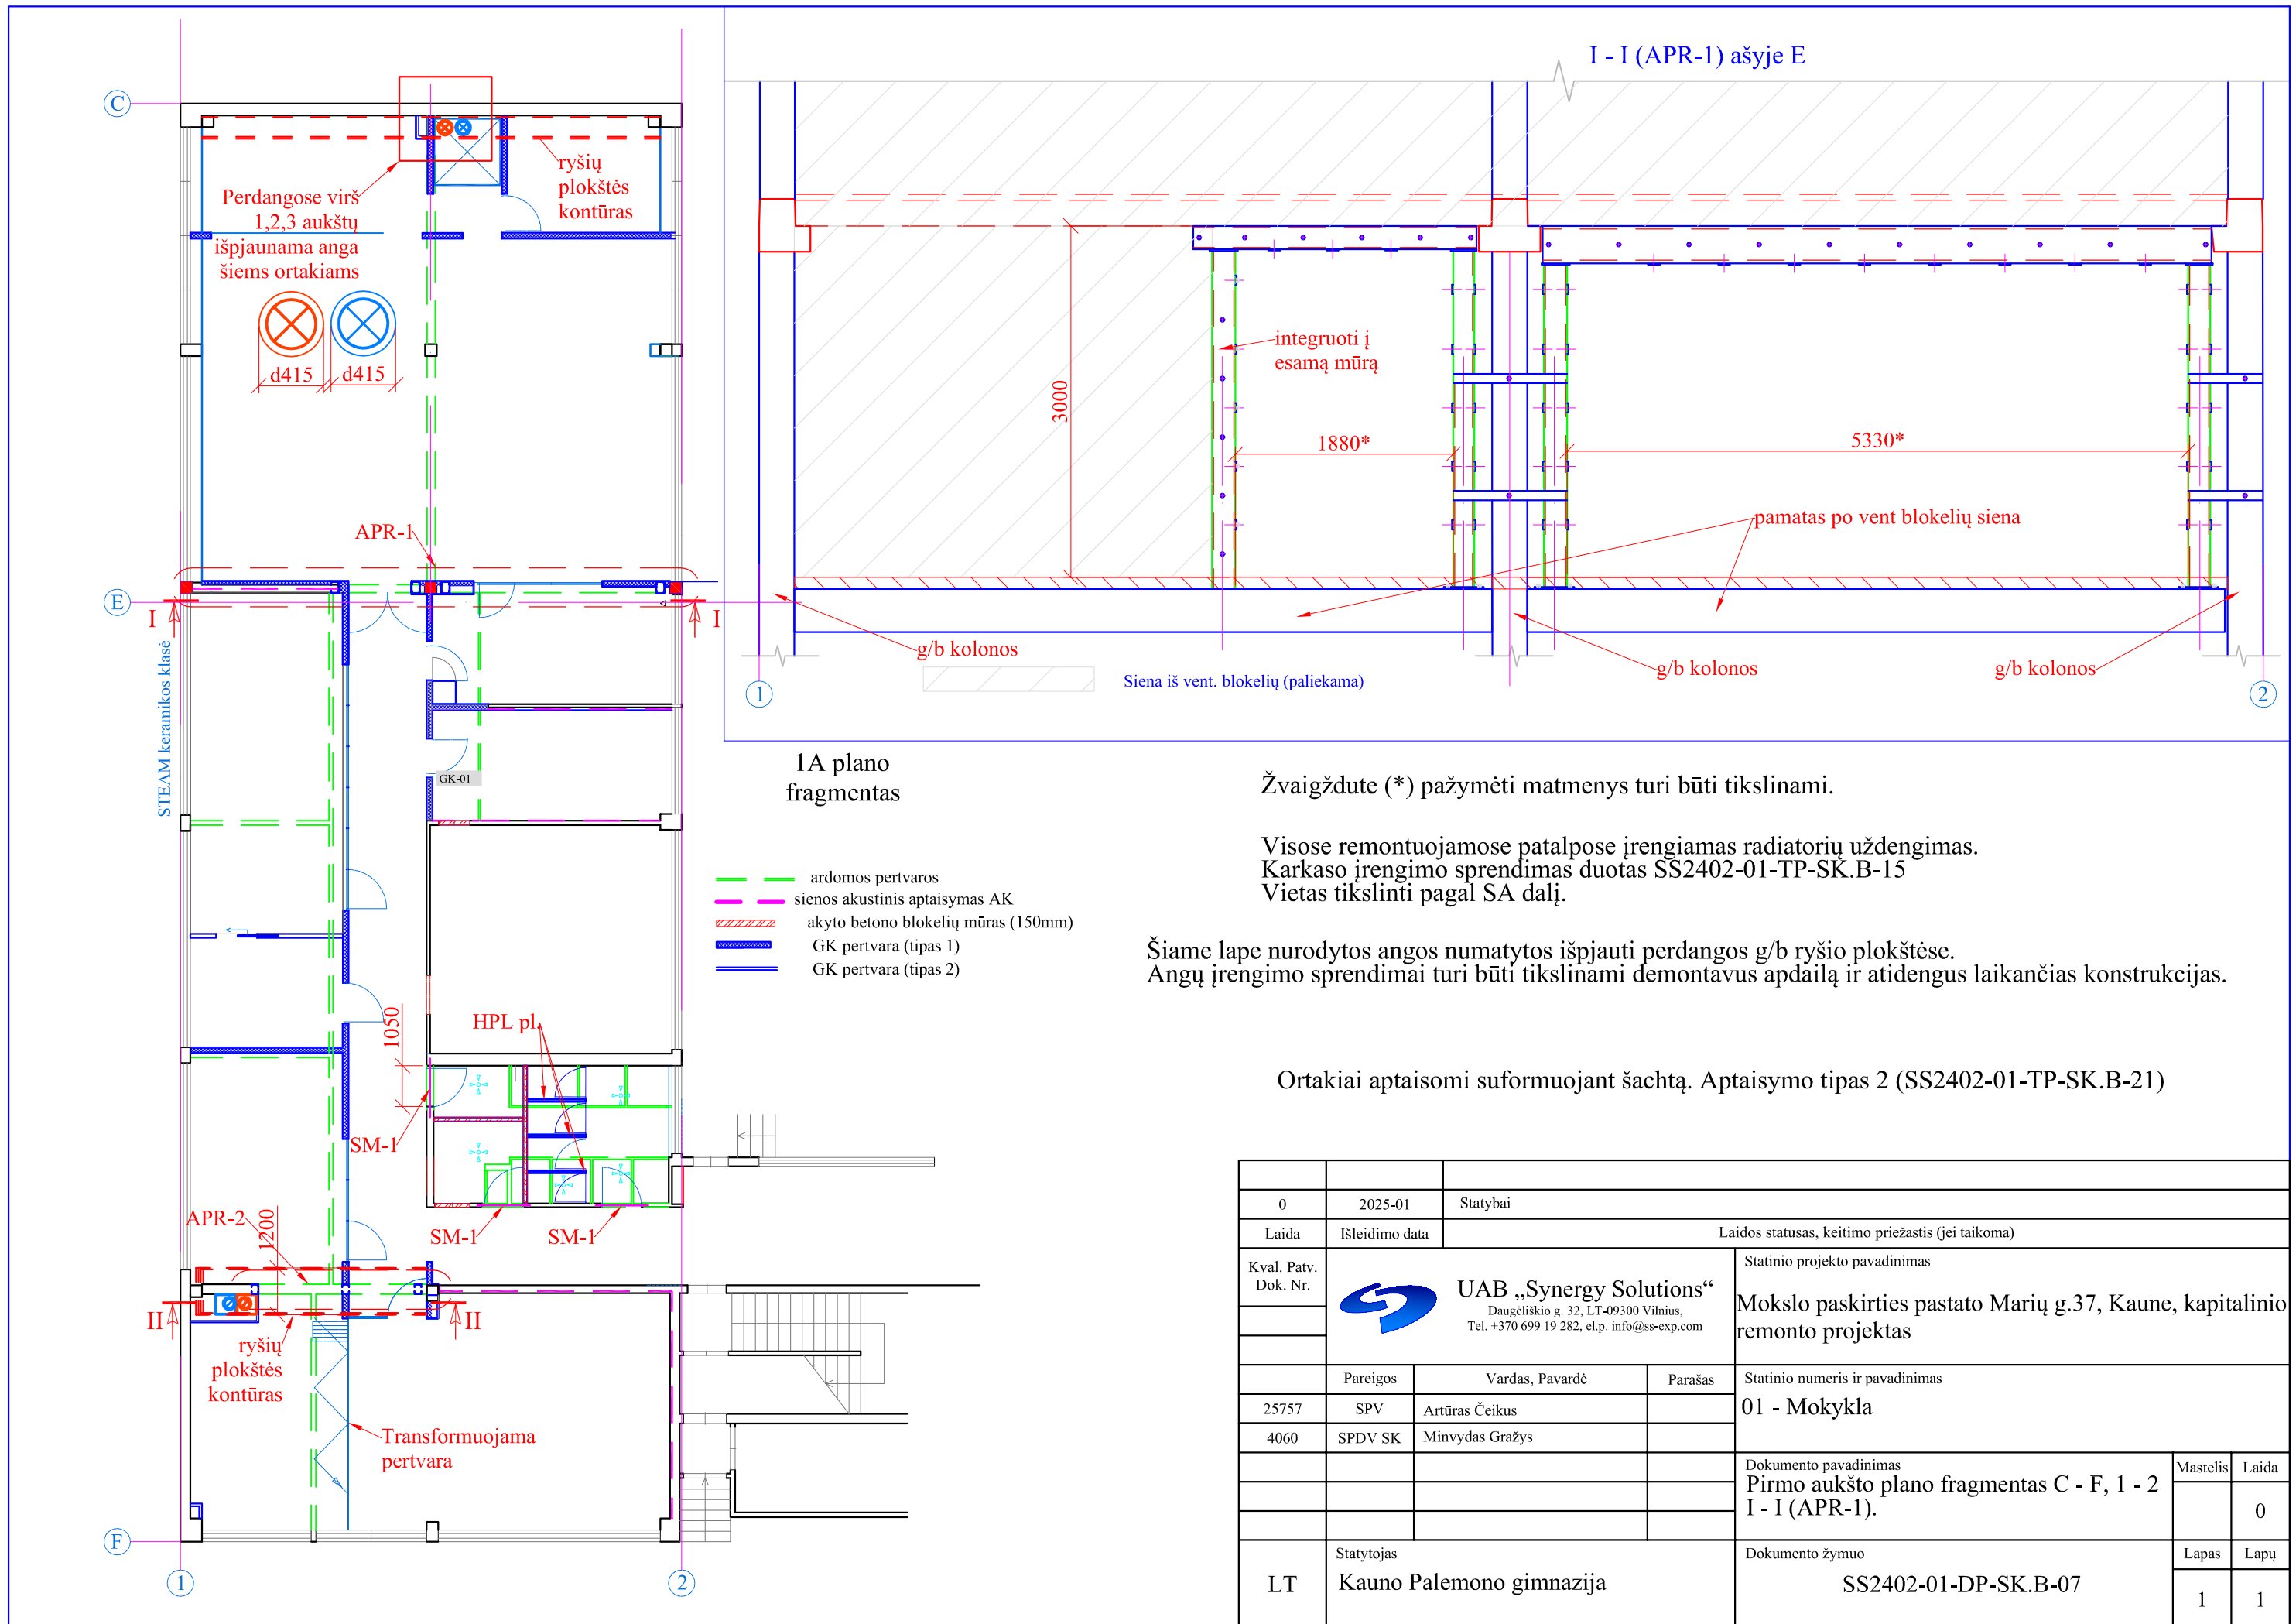 I - I (APR-1) ašyje E
C
ryšių
plokštės
kontūras
Perdangose virš
1,2,3 aukštų
išpjaunama anga
šiems ortakiams
d415
d415
APR-1
E
I
I
STEAM keramikos klasė
GK-01
1050
HPL pl.
SM-1
SM-1
SM-1
APR-2
1200
II
II
ryšių
plokštės
kontūras
Transformuojama
pertvara
F
1
2
3000
integruoti į
esamą mūrą
1880*
5330*
pamatas po vent blokelių siena
g/b kolonos
g/b kolonos
g/b kolonos
Siena iš vent. blokelių (paliekama)
1
2
1A plano
fragmentas
ardomos pertvaros
sienos akustinis aptaisymas AK
akyto betono blokelių mūras (150mm)
GK pertvara (tipas 1)
GK pertvara (tipas 2)
Žvaigždute (*) pažymėti matmenys turi būti tikslinami.
Visose remontuojamose patalpose įrengiamas radiatorių uždengimas.
Karkaso įrengimo sprendimas duotas SS2402-01-TP-SK.B-15
Vietas tikslinti pagal SA dalį.
Šiame lape nurodytos angos numatytos išpjauti perdangos g/b ryšio plokštėse.
Angų įrengimo sprendimai turi būti tikslinami demontavus apdailą ir atidengus laikančias konstrukcijas.
Ortakiai aptaisomi suformuojant šachtą. Aptaisymo tipas 2 (SS2402-01-TP-SK.B-21)
0 2025-01 Statybai
Laida Išleidimo data Laidos statusas, keitimo priežastis (jei taikoma)
Kval. Patv.
Dok. Nr.
UAB „Synergy Solutions“
Daugėliškio g. 32, LT-09300 Vilnius,
Tel. +370 699 19 282, el.p. info@ss-exp.com
Statinio projekto pavadinimas
Mokslo paskirties pastato Marių g.37, Kaune, kapitalinio
remonto projektas
Pareigos Vardas, Pavardė Parašas
Statinio numeris ir pavadinimas
01 - Mokykla
25757 SPV Artūras Čeikus
4060 SPDV SK Minvydas Gražys
Dokumento pavadinimas
Pirmo aukšto plano fragmentas C - F, 1 - 2
I - I (APR-1).
Mastelis Laida
0
LT
Statytojas
Kauno Palemono gimnazija
Dokumento žymuo
SS2402-01-DP-SK.B-07
Lapas Lapų
1 1